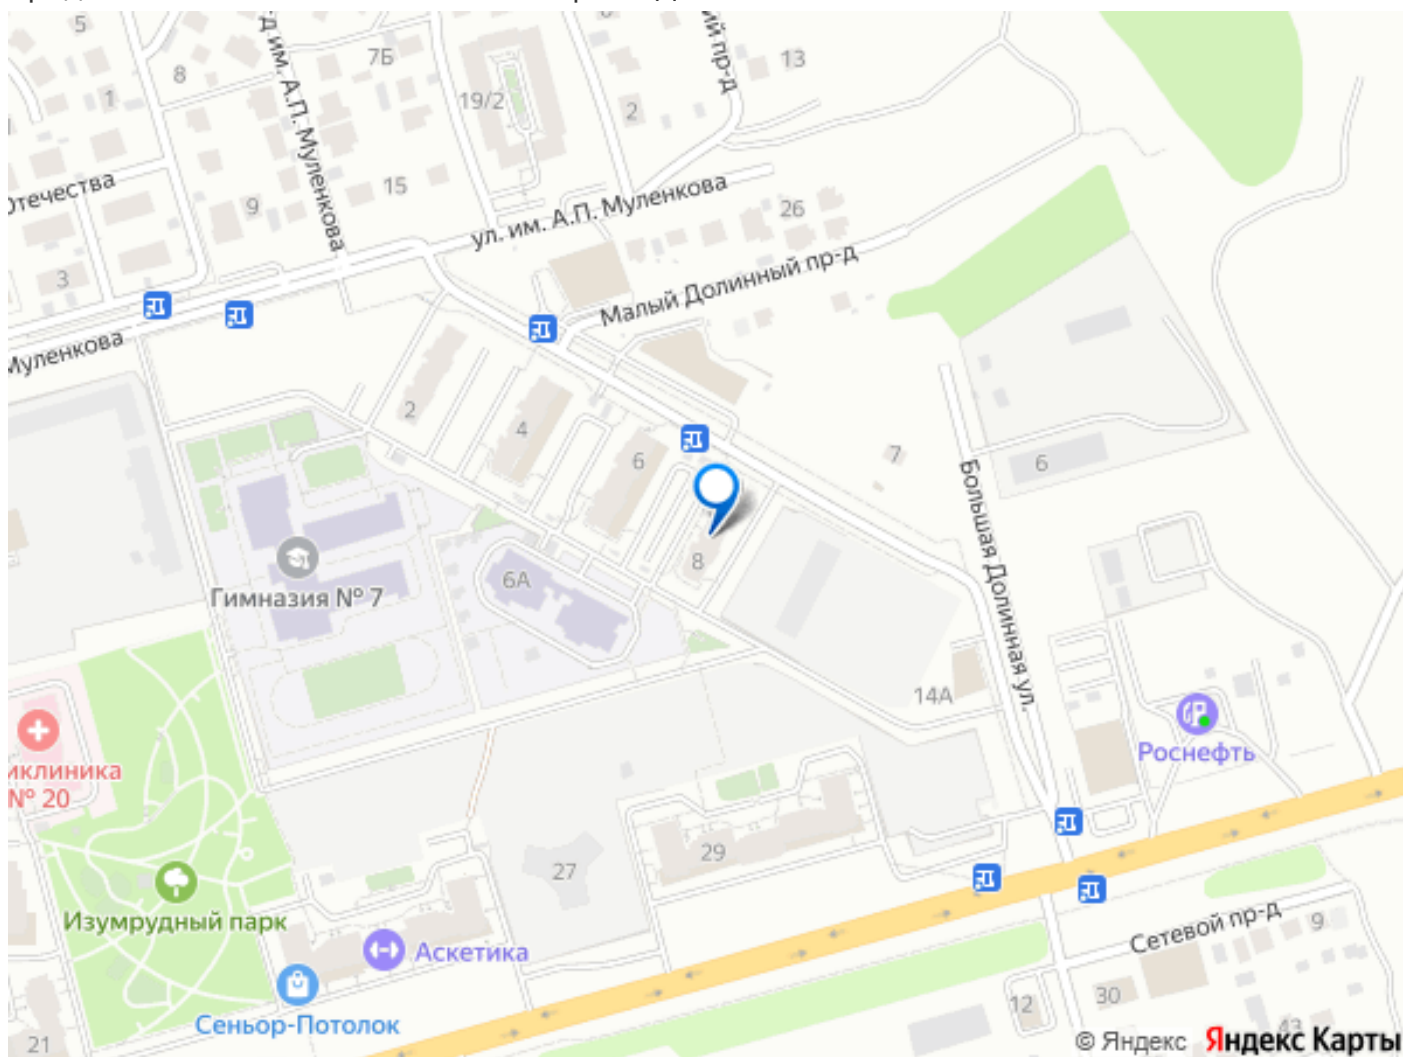 5
7Б
8
1
13
19/2
2
ий пр-д
-д им. А.П. Муленкова
Отечества
15
9
ул. им. А.П. Муленкова
26
3
Малый Долинный пр-д
Муленкова
2
4
6
7
6
Большая Долинная ул.
8
6А
Гимназия № 7
14А
Роснефть
иклиника
№ 20
29
27
Изумрудный парк
Аскетика
Сетевой пр-д
9
30
12
Сеньор-Потолок
21
43
© Яндекс Яндекс Карты